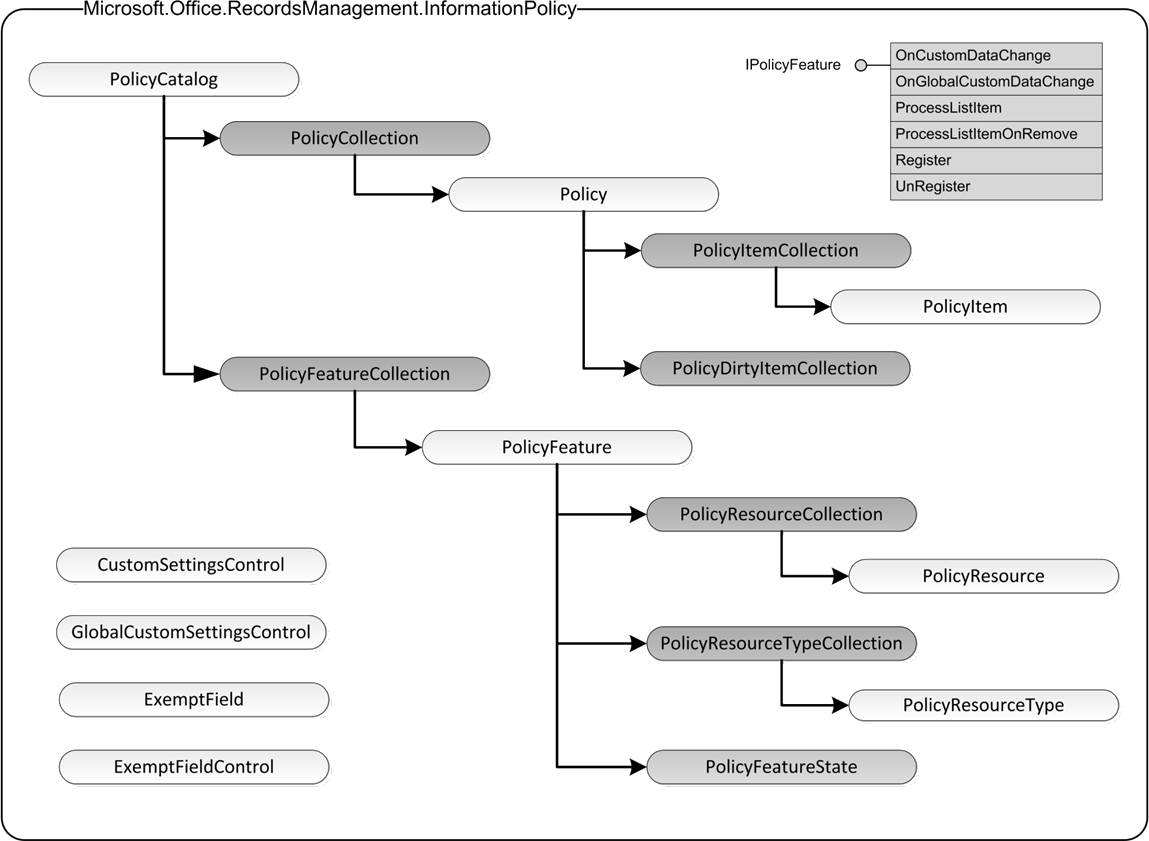 Microsoft.Office.RecordsManagement.InformationPolicy
PolicyCatalog
PolicyCollection
Policy
PolicyItemCollection
PolicyItem
PolicyDirtyItemCollection
PolicyFeatureCollection
PolicyFeature
PolicyResourceCollection
PolicyResource
PolicyResourceTypeCollection
PolicyResourceType
PolicyFeatureState
IPolicyFeature
OnCustomDataChange
OnGlobalCustomDataChange
ProcessListItem
ProcessListItemOnRemove
Register
UnRegister
CustomSettingsControl
GlobalCustomSettingsControl
ExemptField
ExemptFieldControl